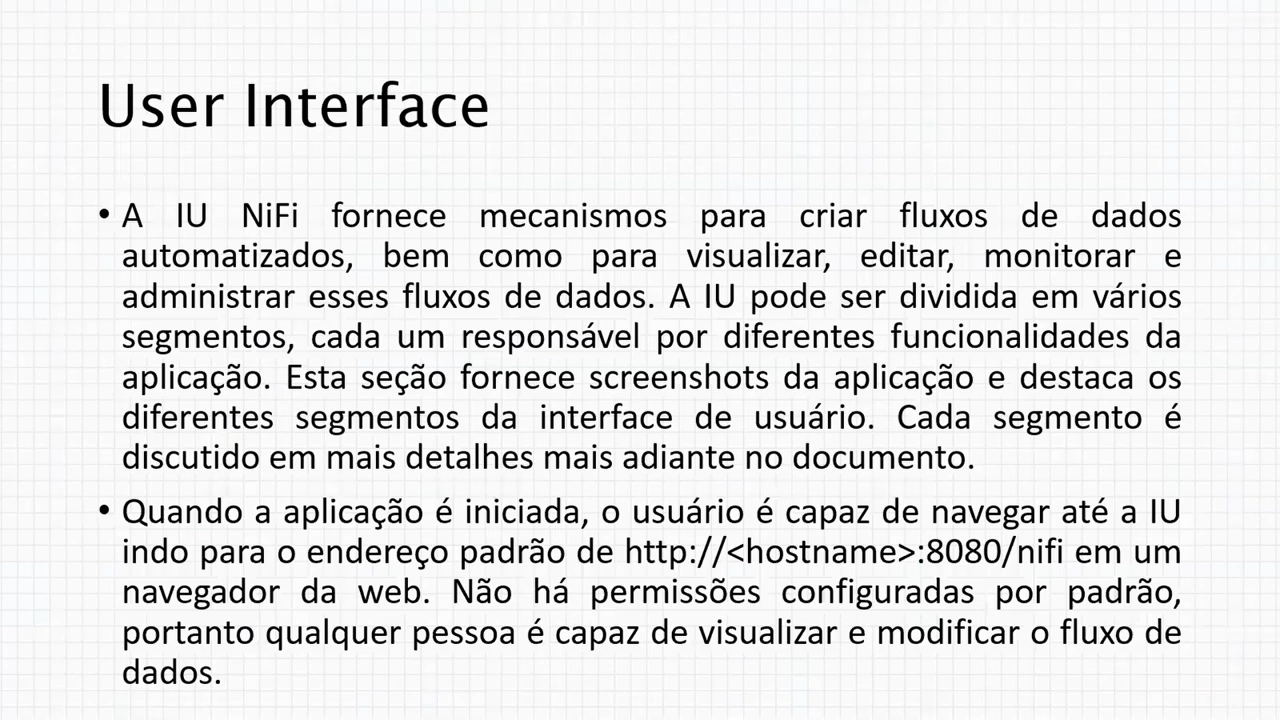 User Interface
• A IU NiFi fornece mecanismos para criar fluxos de dados
automatizados, bem como para visualizar, editar, monitorar e
administrar esses fluxos de dados. A IU pode ser dividida em vários
segmentos, cada um responsável por diferentes funcionalidades da
aplicação. Esta seção fornece screenshots da aplicação e destaca os
diferentes segmentos da interface de usuário. Cada segmento é
discutido em mais detalhes mais adiante no documento.
• Quando a aplicação é iniciada, o usuário é capaz de navegar até a IU
indo para o endereço padrão de http://<hostname>:8080/nifi em um
navegador da web. Não há permissões configuradas por padrão,
portanto qualquer pessoa é capaz de visualizar e modificar o fluxo de
dados.